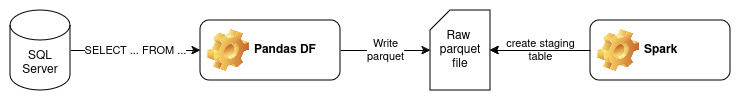 SQL
Server
SELECT ... FROM ...
Pandas DF
Write
parquet
Raw
parquet
file
create staging
table
Spark